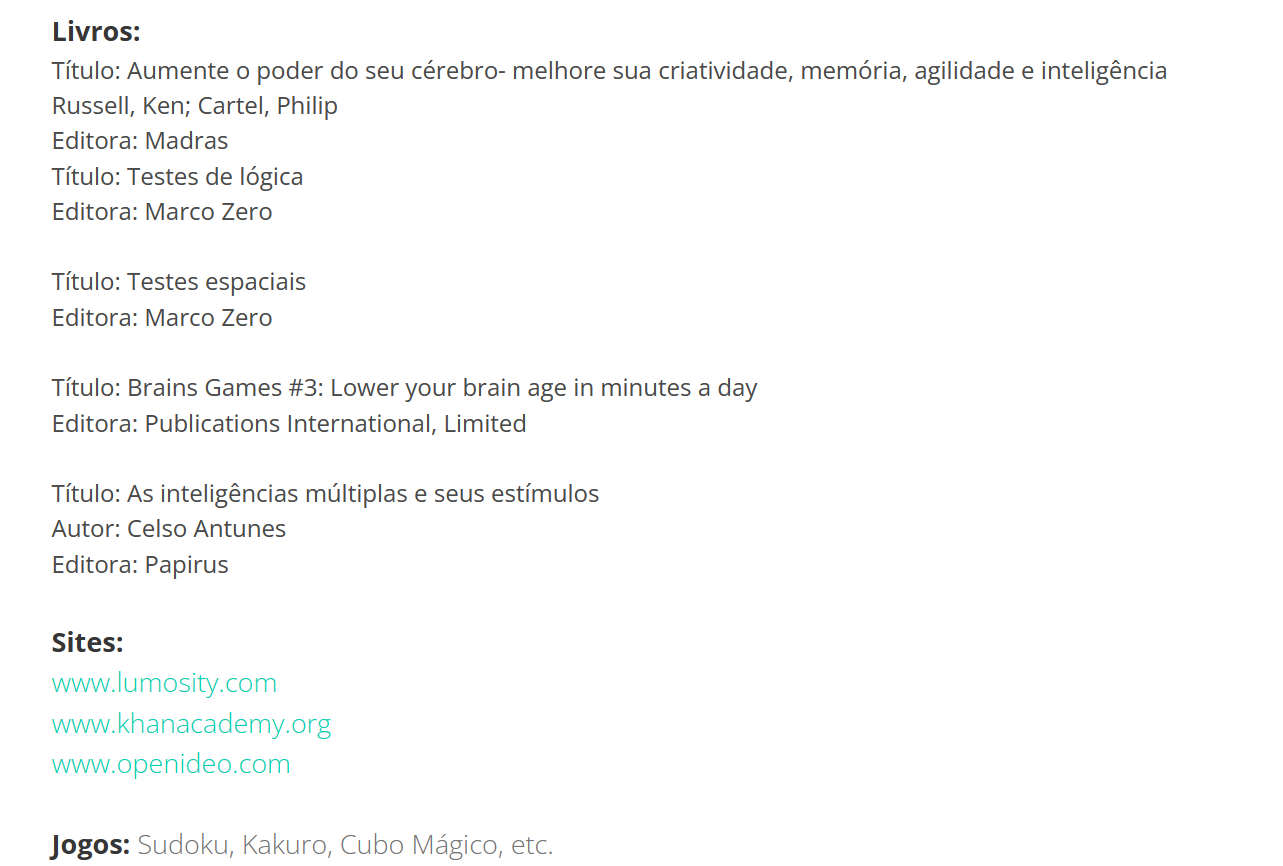 Livros:
Título: Aumente o poder do seu cérebro- melhore sua criatividade, memória, agilidade e inteligência
Russell, Ken; Cartel, Philip
Editora: Madras
Título: Testes de lógica
Editora: Marco Zero
Título: Testes espaciais
Editora: Marco Zero
Título: Brains Games #3: Lower your brain age in minutes a day
Editora: Publications International, Limited
Título: As inteligências múltiplas e seus estímulos
Autor: Celso Antunes
Editora: Papirus
Sites:
www.lumosity.com
www.khanacademy.org
www.openideo.com
Jogos: Sudoku, Kakuro, Cubo Mágico, etc.